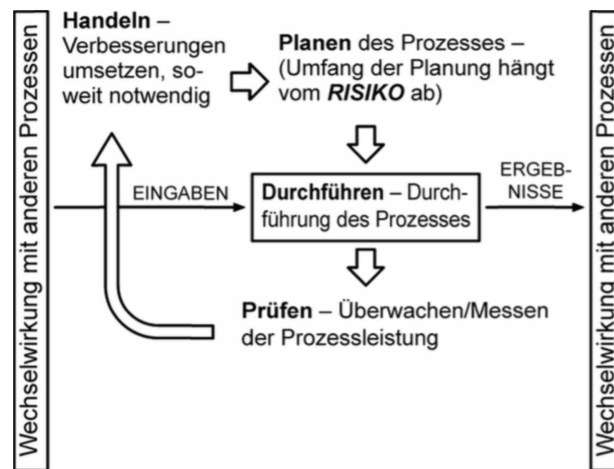 Wechselwirkung mit anderen Prozessen
Handeln –
Verbesserungen
umsetzen, so-
weit notwendig
Planen des Prozesses –
(Umfang der Planung hängt
vom RISIKO ab)
EINGABEN
Durchführen – Durch-
führung des Prozesses
ERGEB-
NISSE
Prüfen – Überwachen/Messen
der Prozessleistung
Wechselwirkung mit anderen Prozessen